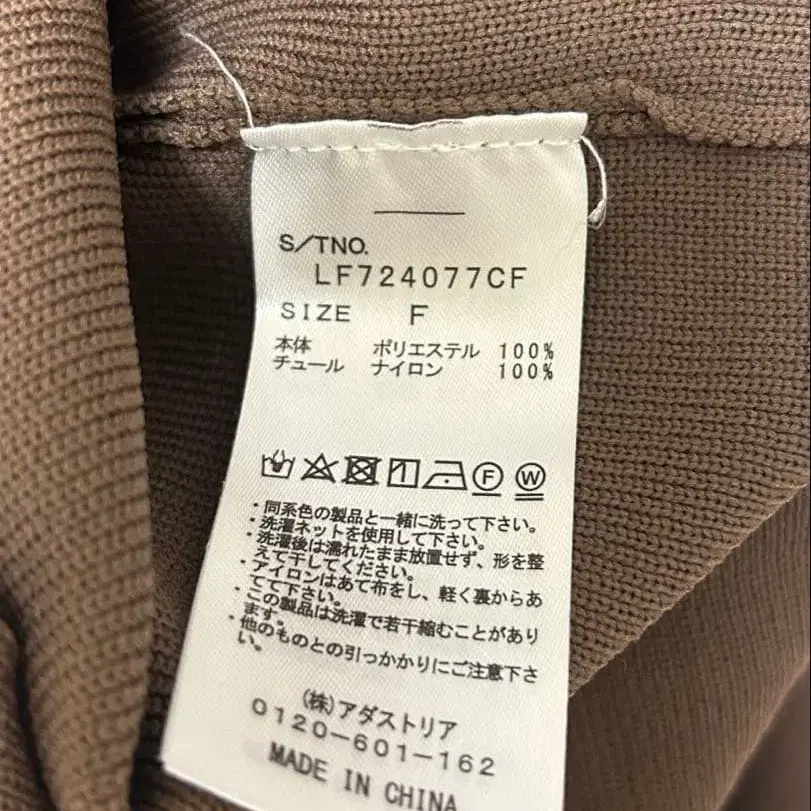 S/TNO.
LF724077CF
SIZE F
本体 ポリエステル 100%
チュール ナイロン 100%
F W
・同系色の製品と一緒に洗って下さい。
・洗濯ネットを使用して下さい。
・洗濯後は濡れたまま放置せず、形を整
えて干してください。
・アイロンはあて布をし、軽く裏からあ
てて下さい。
・この製品は洗濯で若干縮むことがあり
ます。
・他のものとの引っかかりにご注意下さ
い。
(株)アダストリア
0120-601-162
MADE IN CHINA